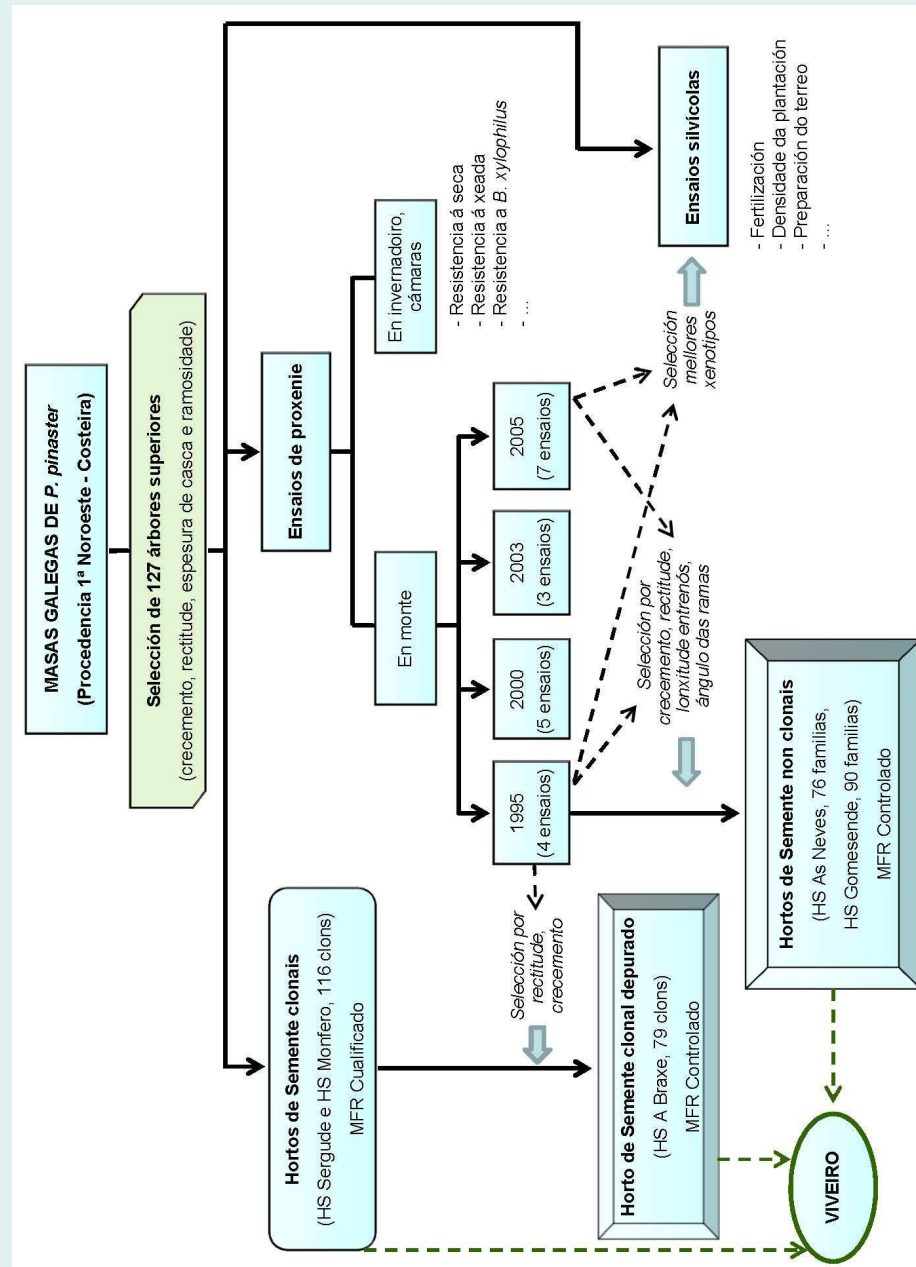 MASAS GALEGAS DE P. pinaster
(Procedencia 1ª Noroeste - Costeira)
Selección de 127 árbores superiores
(crecemento, rectitude, espesura de casca e ramosidade)
Hortos de Semente clonais
(HS Sergude e HS Monfero, 116 clons)
MFR Cualificado
Ensaios de proxenie
En monte
En invernadoiro,
cámaras
- Resistencia á seca
- Resistencia á xeada
- Resistencia a B. xylophilus
- ...
1995
(4 ensaios)
2000
(5 ensaios)
2003
(3 ensaios)
2005
(7 ensaios)
Selección por
rectitude,
crecemento
Selección por
crecemento, rectitude,
lonxitude entrenós,
ángulo das ramas
Selección
mellores
xenotipos
Ensaios silvícolas
- Fertilización
- Densidade da plantación
- Preparación do terreo
- ...
Horto de Semente clonal depurado
(HS A Braxe, 79 clons)
MFR Controlado
Hortos de Semente non clonais
(HS As Neves, 76 familias,
HS Gomesende, 90 familias)
MFR Controlado
VIVEIRO